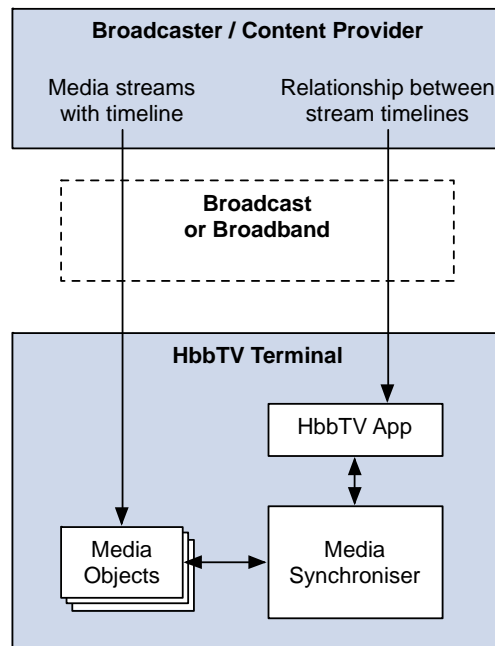 Broadcaster / Content Provider
Media streams
with timeline
Relationship between
stream timelines
Broadcast
or Broadband
HbbTV Terminal
HbbTV App
Media
Objects
Media
Synchroniser